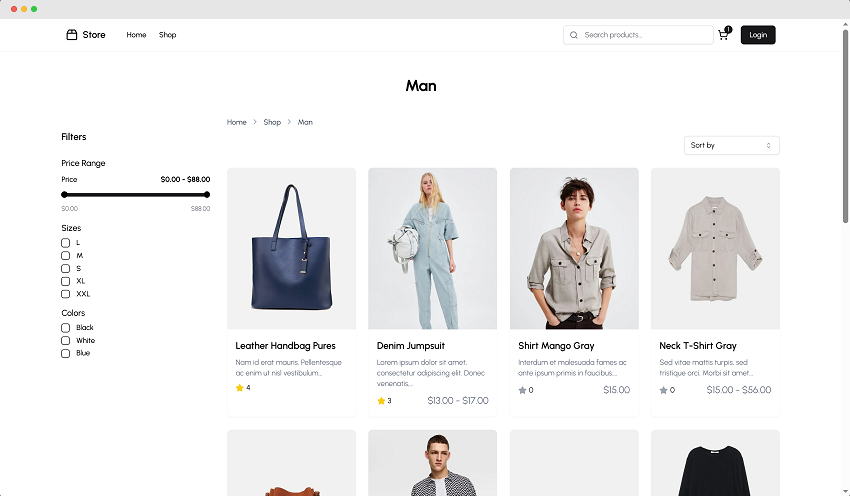 Store
Home
Shop
Search products...
1
Login
Man
Home
Shop
Man
Filters
Sort by
Price Range
Price
$0.00 - $88.00
$0.00
$88.00
Sizes
L
M
S
XL
XXL
Colors
Black
White
Blue
Leather Handbag Pures
Nam id erat mauris. Pellentesque
ac enim ut nisl vestibulum...
4
Denim Jumpsuit
Lorem ipsum dolor sit amet,
consectetur adipiscing elit. Donec
venenatis,...
3
$13.00 - $17.00
Shirt Mango Gray
Interdum et malesuada fames ac
ante ipsum primis in faucibus....
0
$15.00
Neck T-Shirt Gray
Sed vitae mattis turpis, sed
tristique orci. Morbi sit amet...
0
$15.00 - $56.00